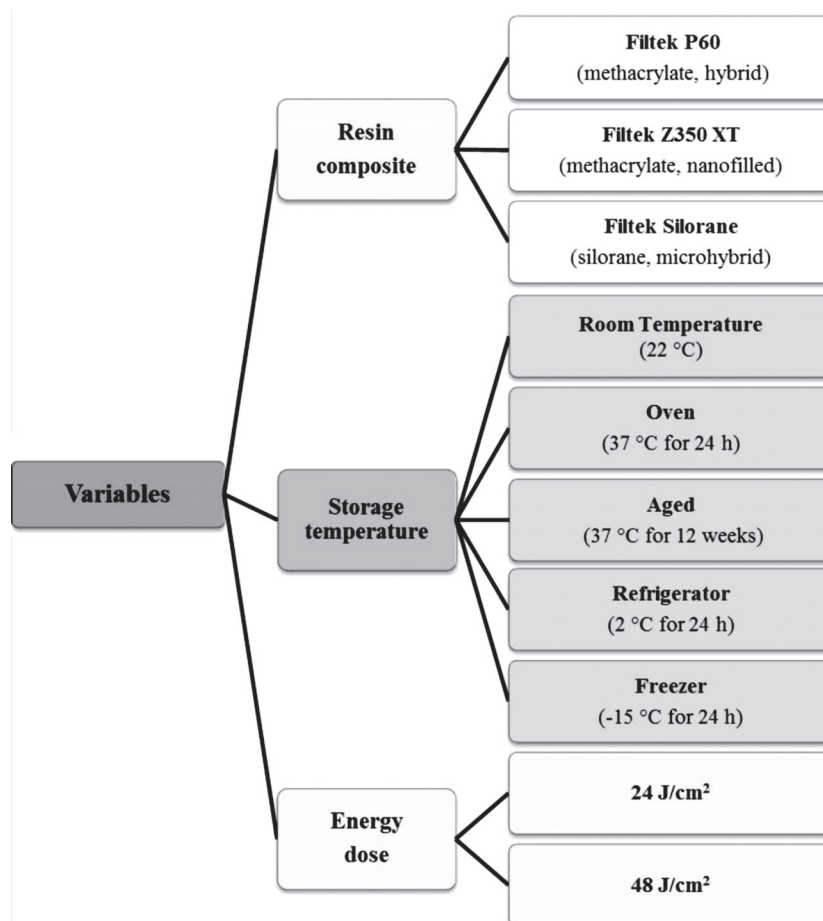 Variables
Resin
composite
Filtek P60
(methacrylate, hybrid)
Filtek Z350 XT
(methacrylate, nanofilled)
Filtek Silorane
(silorane, microhybrid)
Storage
temperature
Room Temperature
(22 °C)
Oven
(37 °C for 24 h)
Aged
(37 °C for 12 weeks)
Refrigerator
(2 °C for 24 h)
Freezer
(-15 °C for 24 h)
Energy
dose
24 J/cm²
48 J/cm²